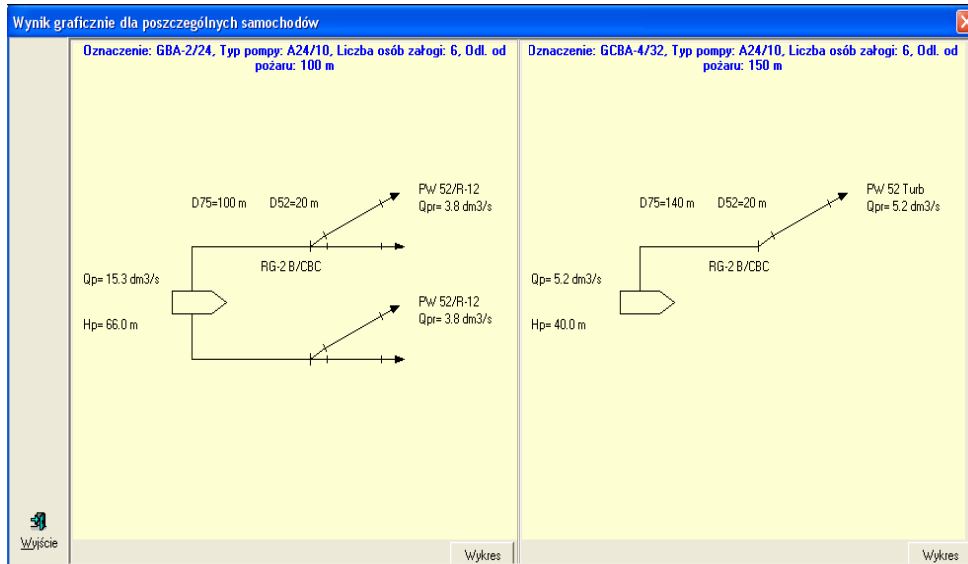 Wynik graficznie dla poszczególnych samochodów
Oznaczenie: GBA-2/24, Typ pompy: A24/10, Liczba osób załogi: 6, Odl. od
pożaru: 100 m
D75=100 m D52=20 m
PW 52/R-12
Qpr= 3.8 dm3/s
RG-2 B/CBC
Qp= 15.3 dm3/s
Hp= 66.0 m
PW 52/R-12
Qpr= 3.8 dm3/s
Wykres
Oznaczenie: GCBA-4/32, Typ pompy: A24/10, Liczba osób załogi: 6, Odl. od
pożaru: 150 m
D75=140 m D52=20 m
PW 52 Turb
Qpr= 5.2 dm3/s
RG-2 B/CBC
Qp= 5.2 dm3/s
Hp= 40.0 m
Wykres
Wyjście